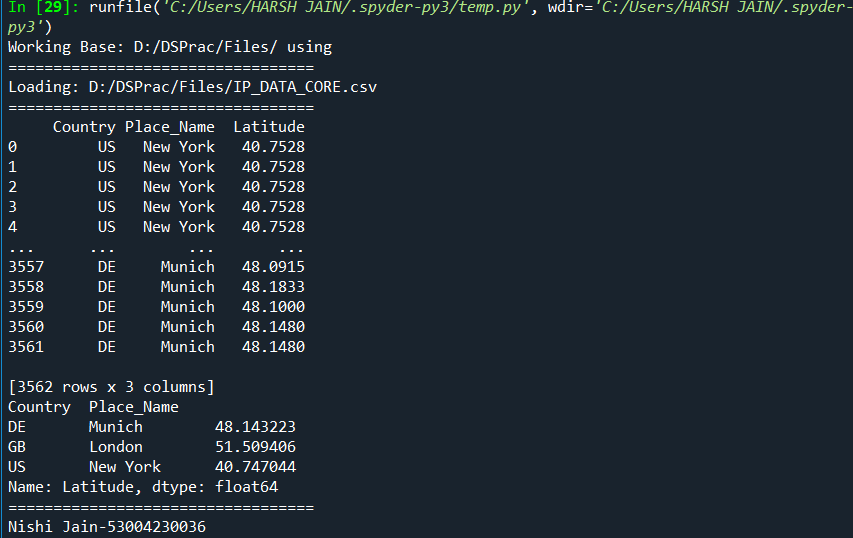 In [29]: runfile('C:/Users/HARSH JAIN/.spyder-py3/temp.py', wdir='C:/Users/HARSH JAIN/.spyder-
py3')
Working Base: D:/DSPrac/Files/ using
==================================
Loading: D:/DSPrac/Files/IP_DATA_CORE.csv
==================================
     Country Place_Name  Latitude
0         US   New York   40.7528
1         US   New York   40.7528
2         US   New York   40.7528
3         US   New York   40.7528
4         US   New York   40.7528
...      ...        ...       ...
3557      DE     Munich   48.0915
3558      DE     Munich   48.1833
3559      DE     Munich   48.1000
3560      DE     Munich   48.1480
3561      DE     Munich   48.1480
[3562 rows x 3 columns]
Country  Place_Name
DE       Munich        48.143223
GB       London        51.509406
US       New York      40.747044
Name: Latitude, dtype: float64
==================================
Nishi Jain-53004230036